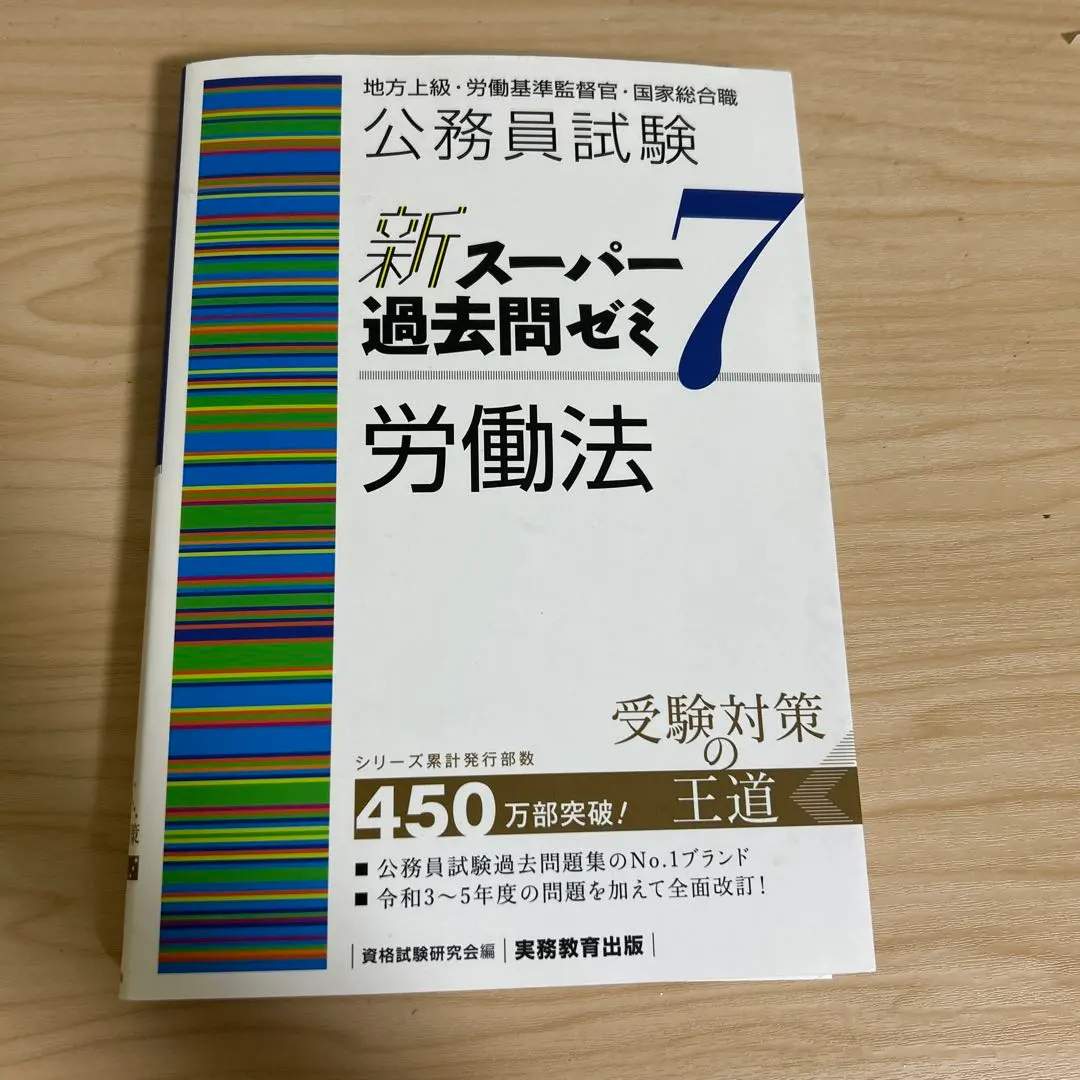 地方上級・労働基準監督官・国家総合職
公務員試験
新スーパー
過去問ゼミ7
労働法
受験対策
の
王道
シリーズ累計発行部数
450万部突破!
■ 公務員試験過去問題集のNo.1ブランド
■ 令和3～5年度の問題を加えて全面改訂!
資格試験研究会編 実務教育出版